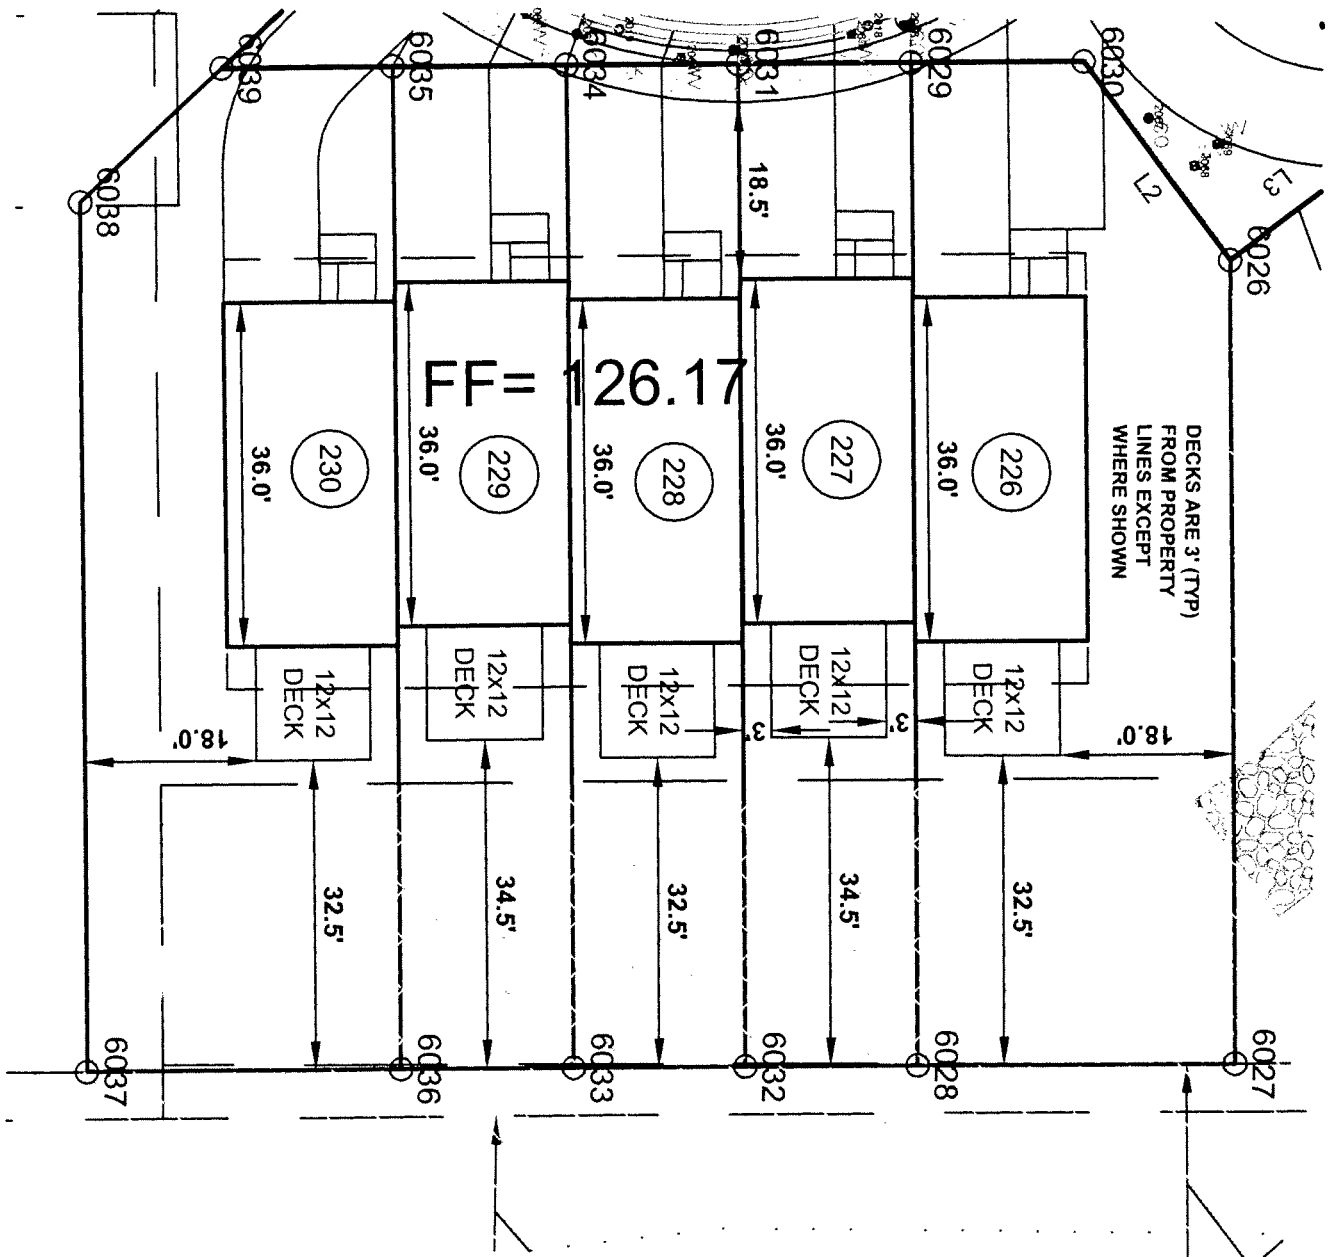 6039
6035
6034
6031
6029
6030
6038
6026
L2
L3
18.5'
FF= 126.17
230
229
228
227
226
36.0'
36.0'
36.0'
36.0'
36.0'
DECKS ARE 3' (TYP)
FROM PROPERTY
LINES EXCEPT
WHERE SHOWN
12x12
DECK
12x12
DECK
12x12
DECK
12x12
DECK
12x12
DECK
18.0'
3'
3'
18.0'
32.5'
34.5'
32.5'
34.5'
32.5'
6037
6036
6033
6032
6028
6027